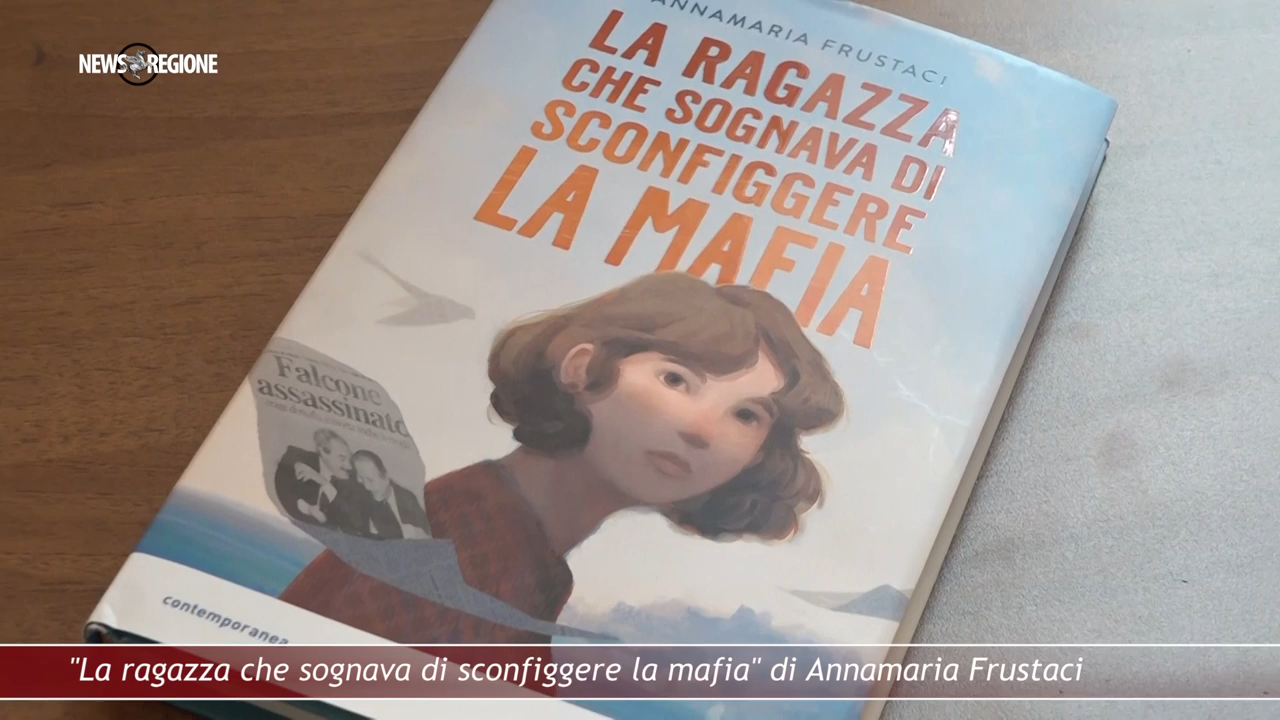 NEWS REGIONE
ANNAMARIA FRUSTACI
LA RAGAZZA
CHE SOGNAVA DI
SCONFIGGERE
LA MAFIA
Falcone
assassinato
contemporanea
"La ragazza che sognava di sconfiggere la mafia" di Annamaria Frustaci